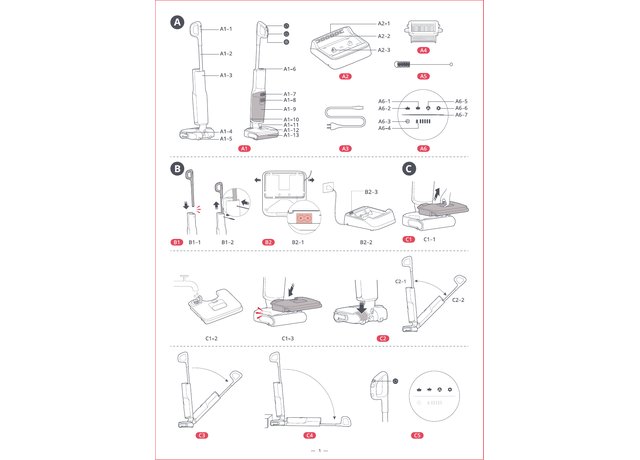 A
A1-1
A1-2
A1-3
A1-4
A1-5
A1-6
A1-7
A1-8
A1-9
A1-10
A1-11
A1-12
A1-13
A1
A2-1
A2-2
A2-3
A2
A3
A4
A5
A6-1
A6-2
A6-3
A6-4
A6-5
A6-6
A6-7
A6
B
B1
B1-1
B1-2
B2
B2-1
B2-2
B2-3
C
C1
C1-1
C1-2
C1-3
C2
C2-1
C2-2
C3
C4
C5
— 1 —